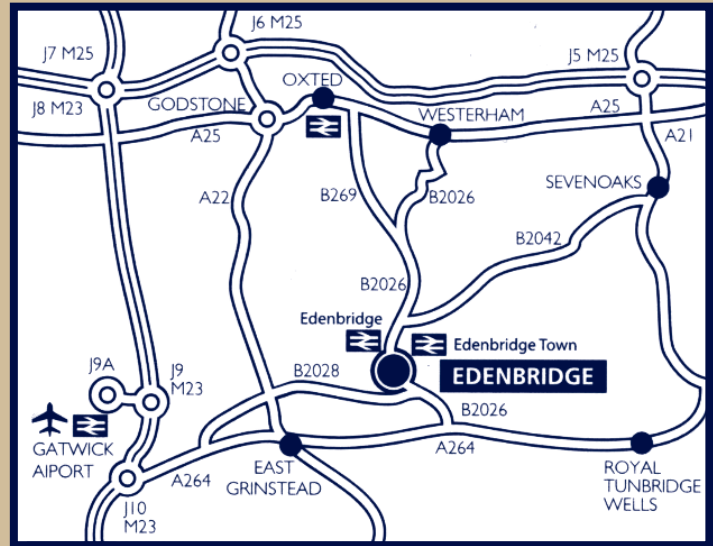 J6 M25
J7 M25
J5 M25
OXTED
J8 M23
GODSTONE
WESTERHAM
A25
A25
A21
SEVENOAKS
A22
B269
B2026
B2042
B2026
Edenbridge
Edenbridge Town
J9A
J9
M23
B2028
EDENBRIDGE
B2026
GATWICK
AIPORT
A264
A264
EAST
GRINSTEAD
ROYAL
TUNBRIDGE
WELLS
J10
M23